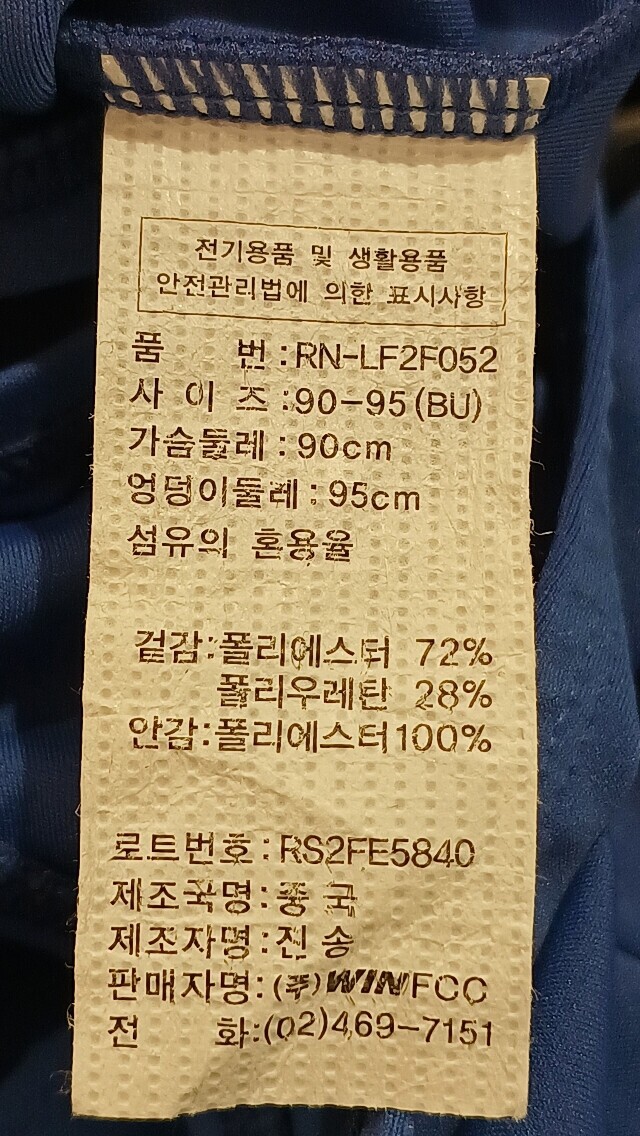 전기용품 및 생활용품
안전관리법에 의한 표시사항
품 번:RN-LF2F052
사 이 즈:90-95(BU)
가슴둘레:90cm
엉덩이둘레:95cm
섬유의 혼용율
겉감:폴리에스터 72%
폴리우레탄 28%
안감:폴리에스터100%
로트번호:RS2FE5840
제조국명:중 국
제조자명:진 송
판매자명:(주)WINFCC
전 화:(02)469-7151